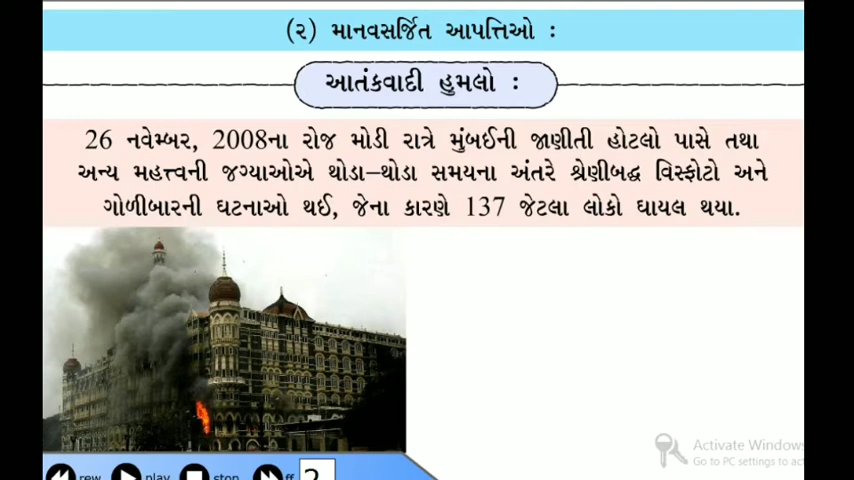 (૨) માનવસર્જિત આપત્તિઓ :
આતંકવાદી હુમલો :
26 નવેમ્બર, 2008ના રોજ મોડી રાત્રે મુંબઈની જાણીતી હોટલો પાસે તથા
અન્ય મહત્ત્વની જગ્યાઓએ થોડા–થોડા સમયના અંતરે શ્રેણીબદ્ધ વિસ્ફોટો અને
ગોળીબારની ઘટનાઓ થઈ, જેના કારણે 137 જેટલા લોકો ઘાયલ થયા.
Activate Windows
Go to PC settings to ac
rew play stop ff 2